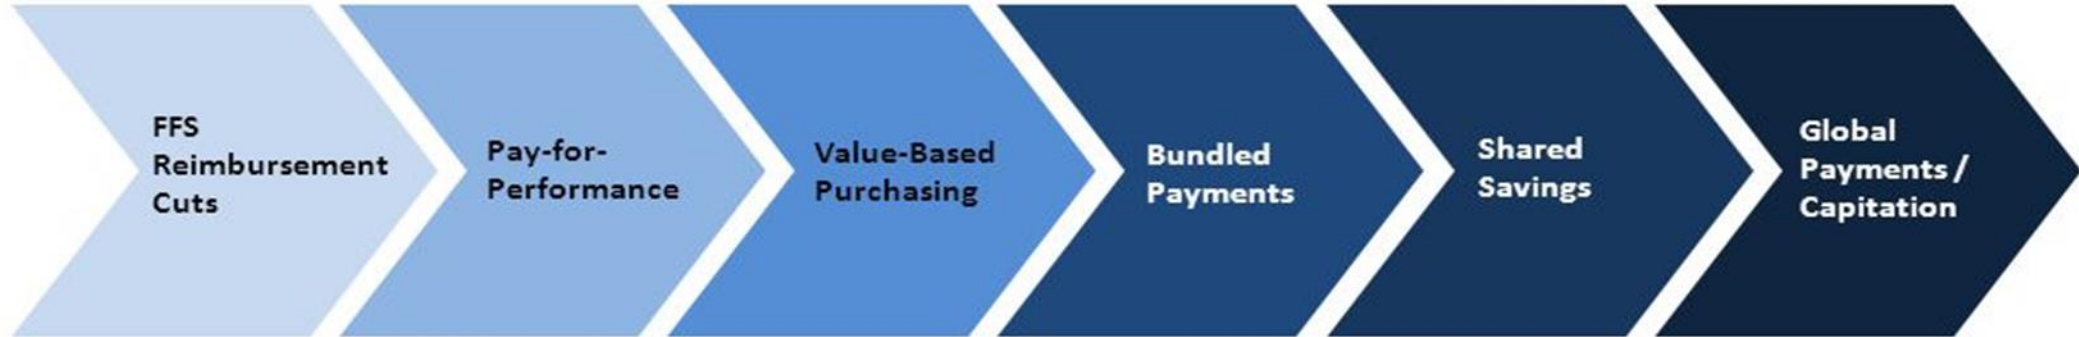 FFS
Reimbursement
Cuts
Pay-for-
Performance
Value-Based
Purchasing
Bundled
Payments
Shared
Savings
Global
Payments /
Capitation